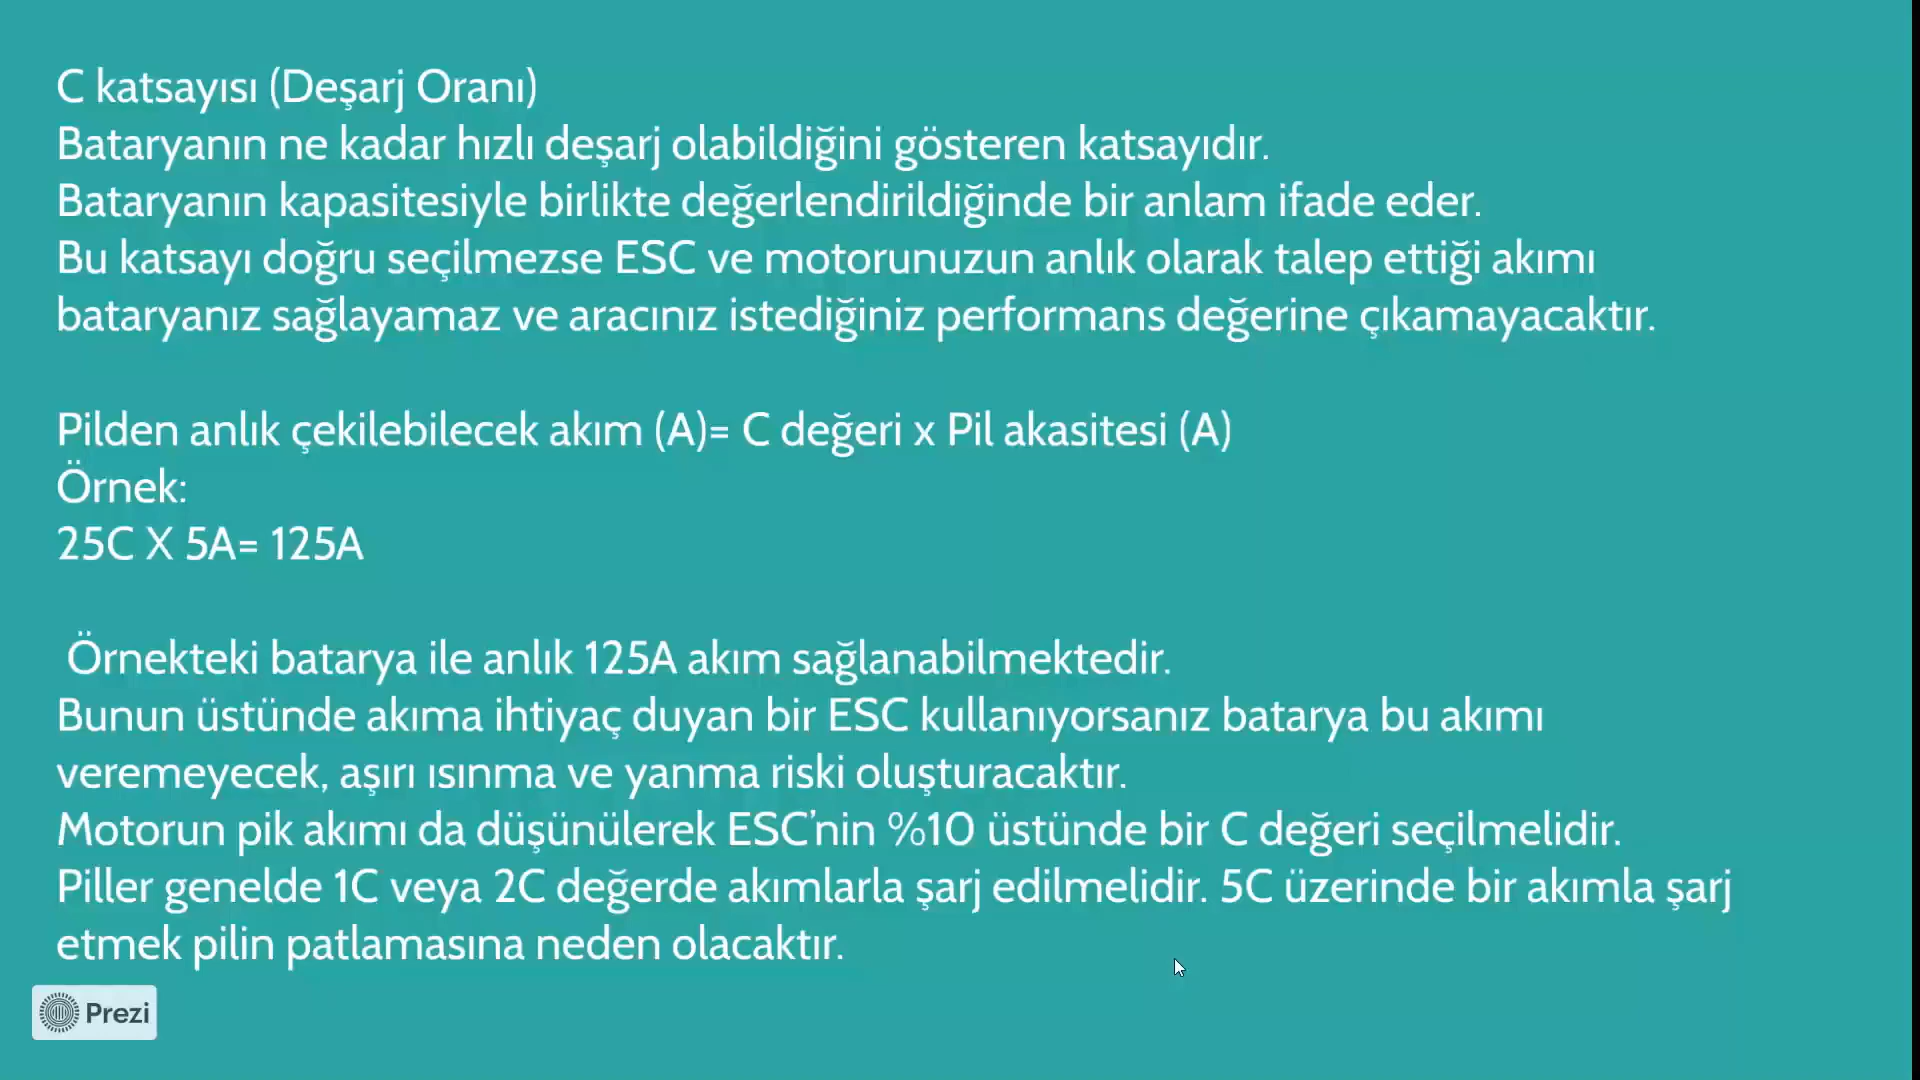 C katsayısı (Deşarj Oranı)
Bataryanın ne kadar hızlı deşarj olabildiğini gösteren katsayıdır.
Bataryanın kapasitesiyle birlikte değerlendirildiğinde bir anlam ifade eder.
Bu katsayı doğru seçilmezse ESC ve motorunuzun anlık olarak talep ettiği akımı
bataryanız sağlayamaz ve aracınız istediğiniz performans değerine çıkamayacaktır.
Pilden anlık çekilebilecek akım (A)= C değeri x Pil akasitesi (A)
Örnek:
25C X 5A= 125A
Örnekteki batarya ile anlık 125A akım sağlanabilmektedir.
Bunun üstünde akıma ihtiyaç duyan bir ESC kullanıyorsanız batarya bu akımı
veremeyecek, aşırı ısınma ve yanma riski oluşturacaktır.
Motorun pik akımı da düşünülerek ESC'nin %10 üstünde bir C değeri seçilmelidir.
Piller genelde 1C veya 2C değerde akımlarla şarj edilmelidir. 5C üzerinde bir akımla şarj
etmek pilin patlamasına neden olacaktır.
Prezi